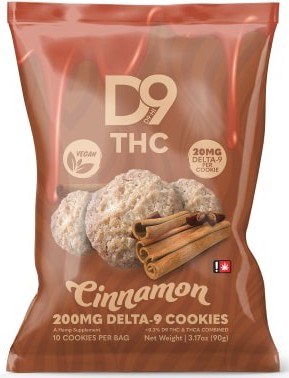 D9
THC
VEGAN
20MG
DELTA-9
PER
COOKIE
Cinnamon
200MG DELTA-9 COOKIES
A Hemp Supplement
<0.3% D9 THC & THCA COMBINED
10 COOKIES PER BAG
Net Weight | 3.17oz (90g)